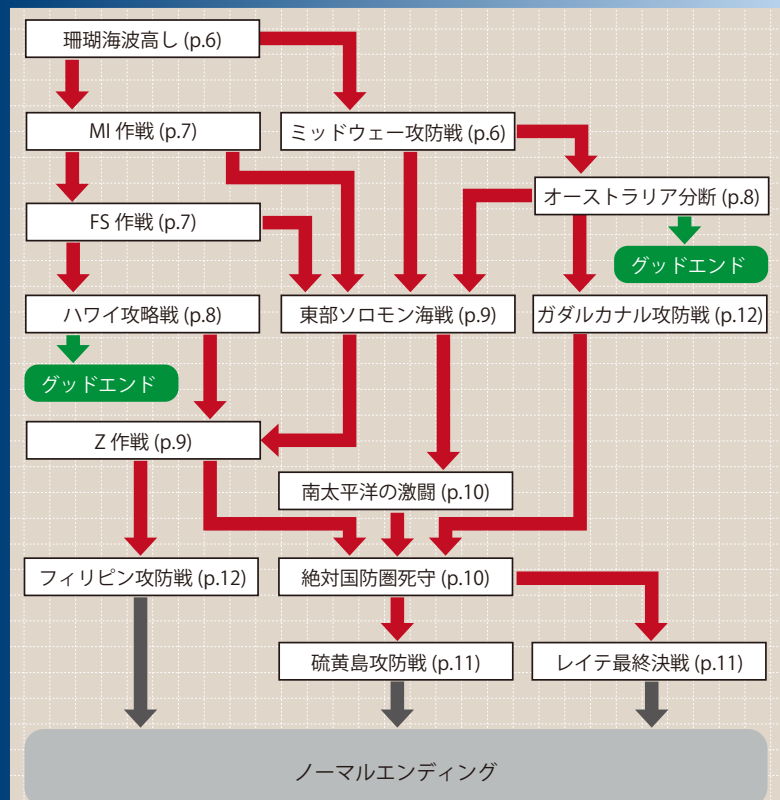 珊瑚海波高し (p.6)
MI 作戦 (p.7)
ミッドウェー攻防戦 (p.6)
オーストラリア分断 (p.8)
FS 作戦 (p.7)
グッドエンド
ハワイ攻略戦 (p.8)
東部ソロモン海戦 (p.9)
ガダルカナル攻防戦 (p.12)
グッドエンド
Z 作戦 (p.9)
南太平洋の激闘 (p.10)
フィリピン攻防戦 (p.12)
絶対国防圏死守 (p.10)
硫黄島攻防戦 (p.11)
レイテ最終決戦 (p.11)
ノーマルエンディング